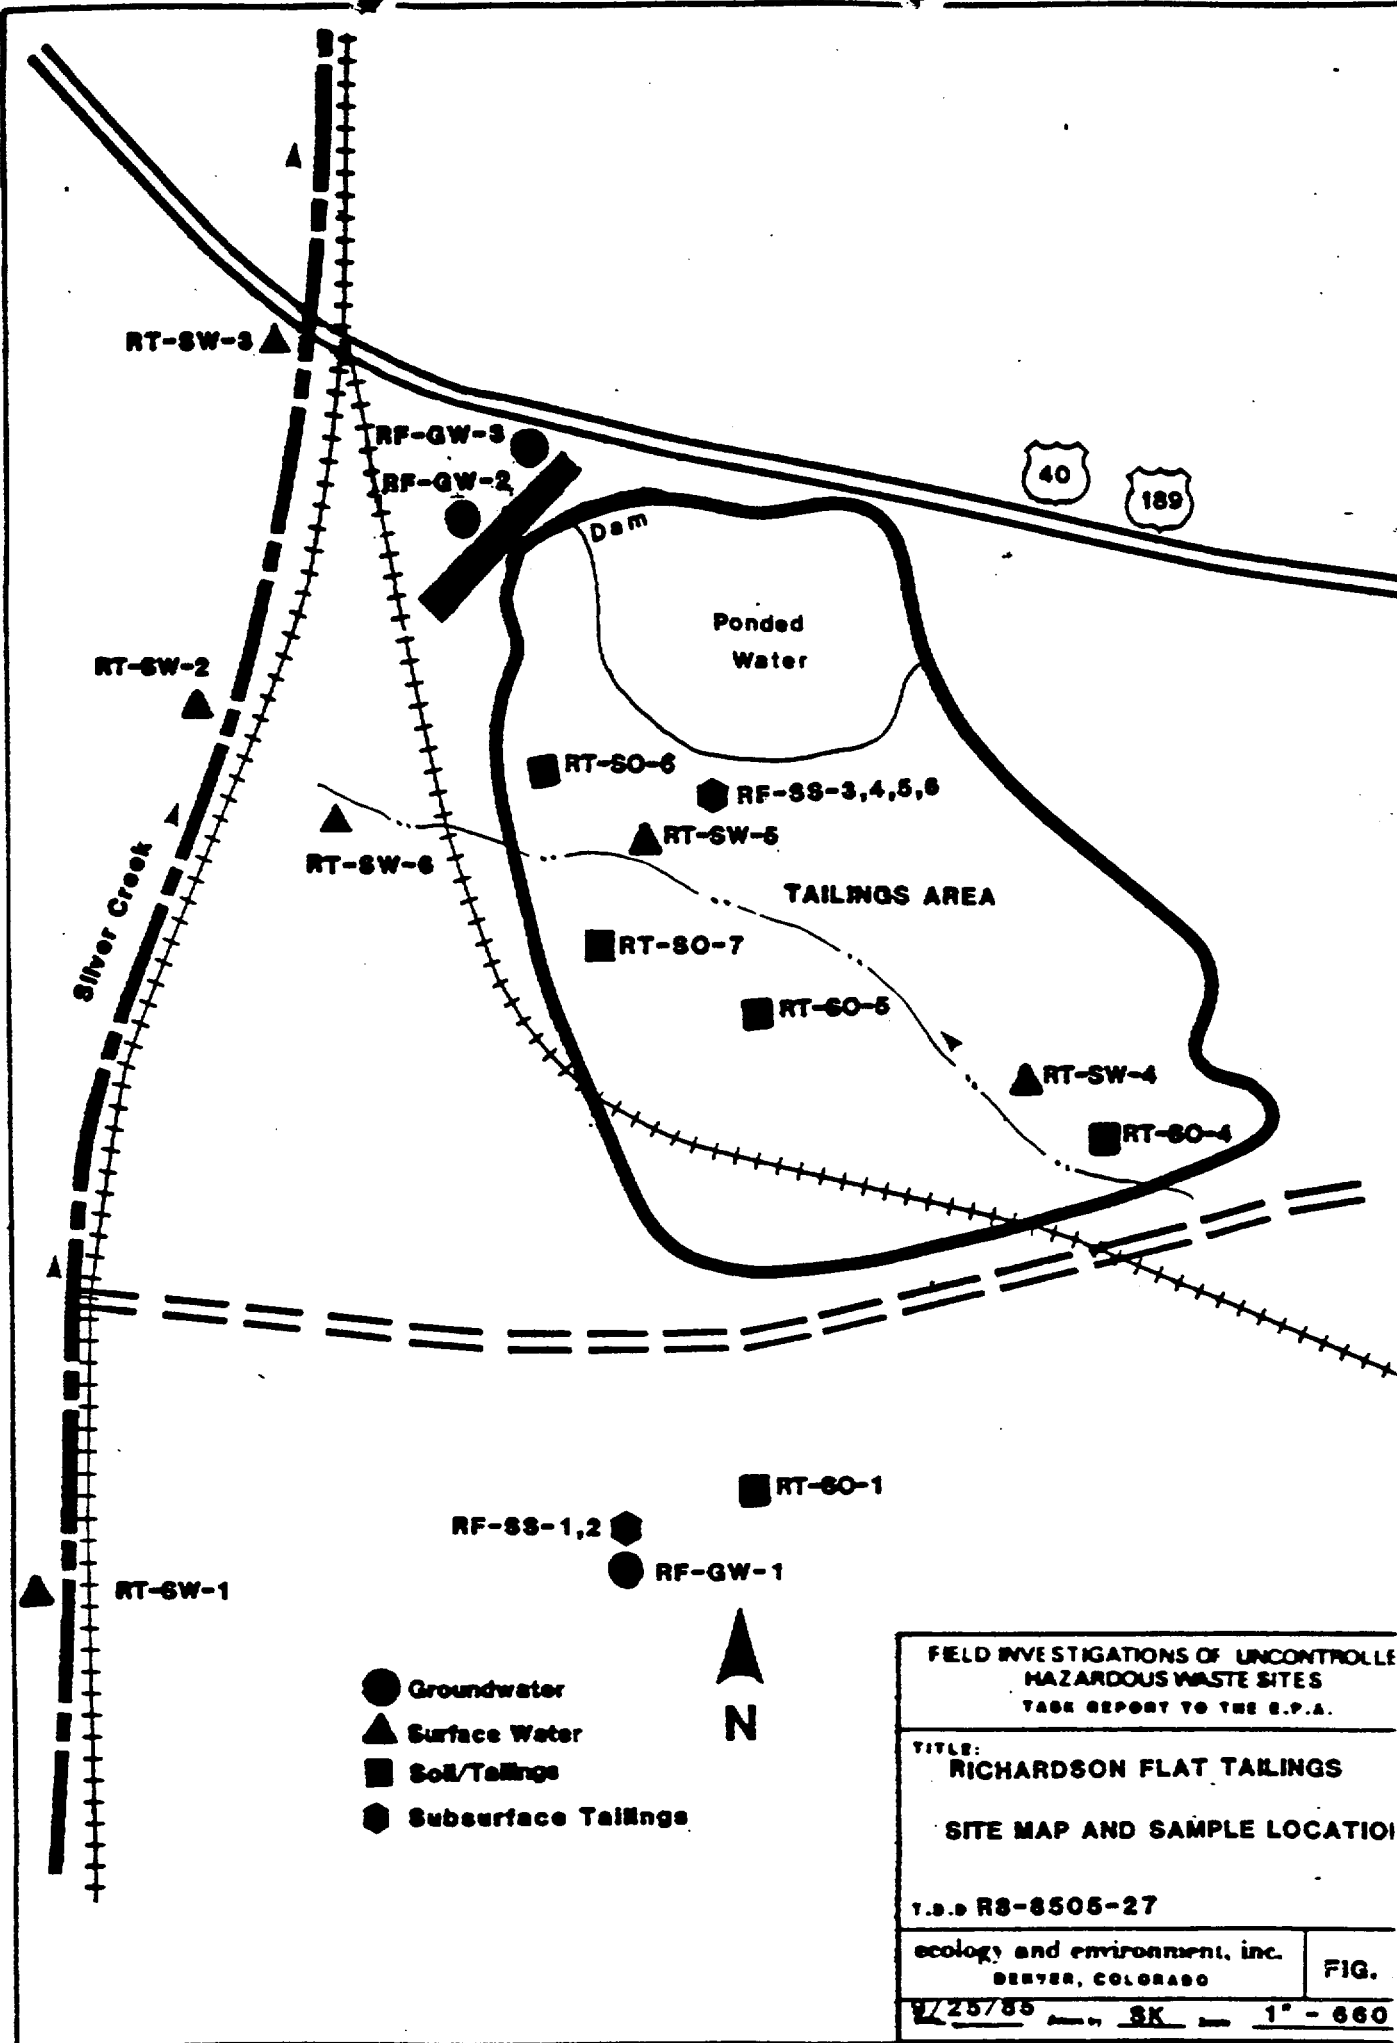 RT-SW-3
RF-GW-3
RF-GW-2
40
189
Dam
Ponded
Water
RT-SW-2
RT-SO-6
RF-SS-3,4,5,6
RT-SW-5
RT-SW-6
TAILINGS AREA
Silver Creek
RT-SO-7
RT-SO-5
RT-SW-4
RT-SO-4
RT-SO-1
RF-SS-1,2
RF-GW-1
RT-SW-1
N
Groundwater
Surface Water
Soil/Tailings
Subsurface Tailings
FIELD INVESTIGATIONS OF UNCONTROLLE
HAZARDOUS WASTE SITES
TASK REPORT TO THE E.P.A.
TITLE:
RICHARDSON FLAT TAILINGS
SITE MAP AND SAMPLE LOCATIO
T.D.D R8-8505-27
ecology and environment, inc.
DENVER, COLORADO
FIG.
9/25/85 SK 1" - 660